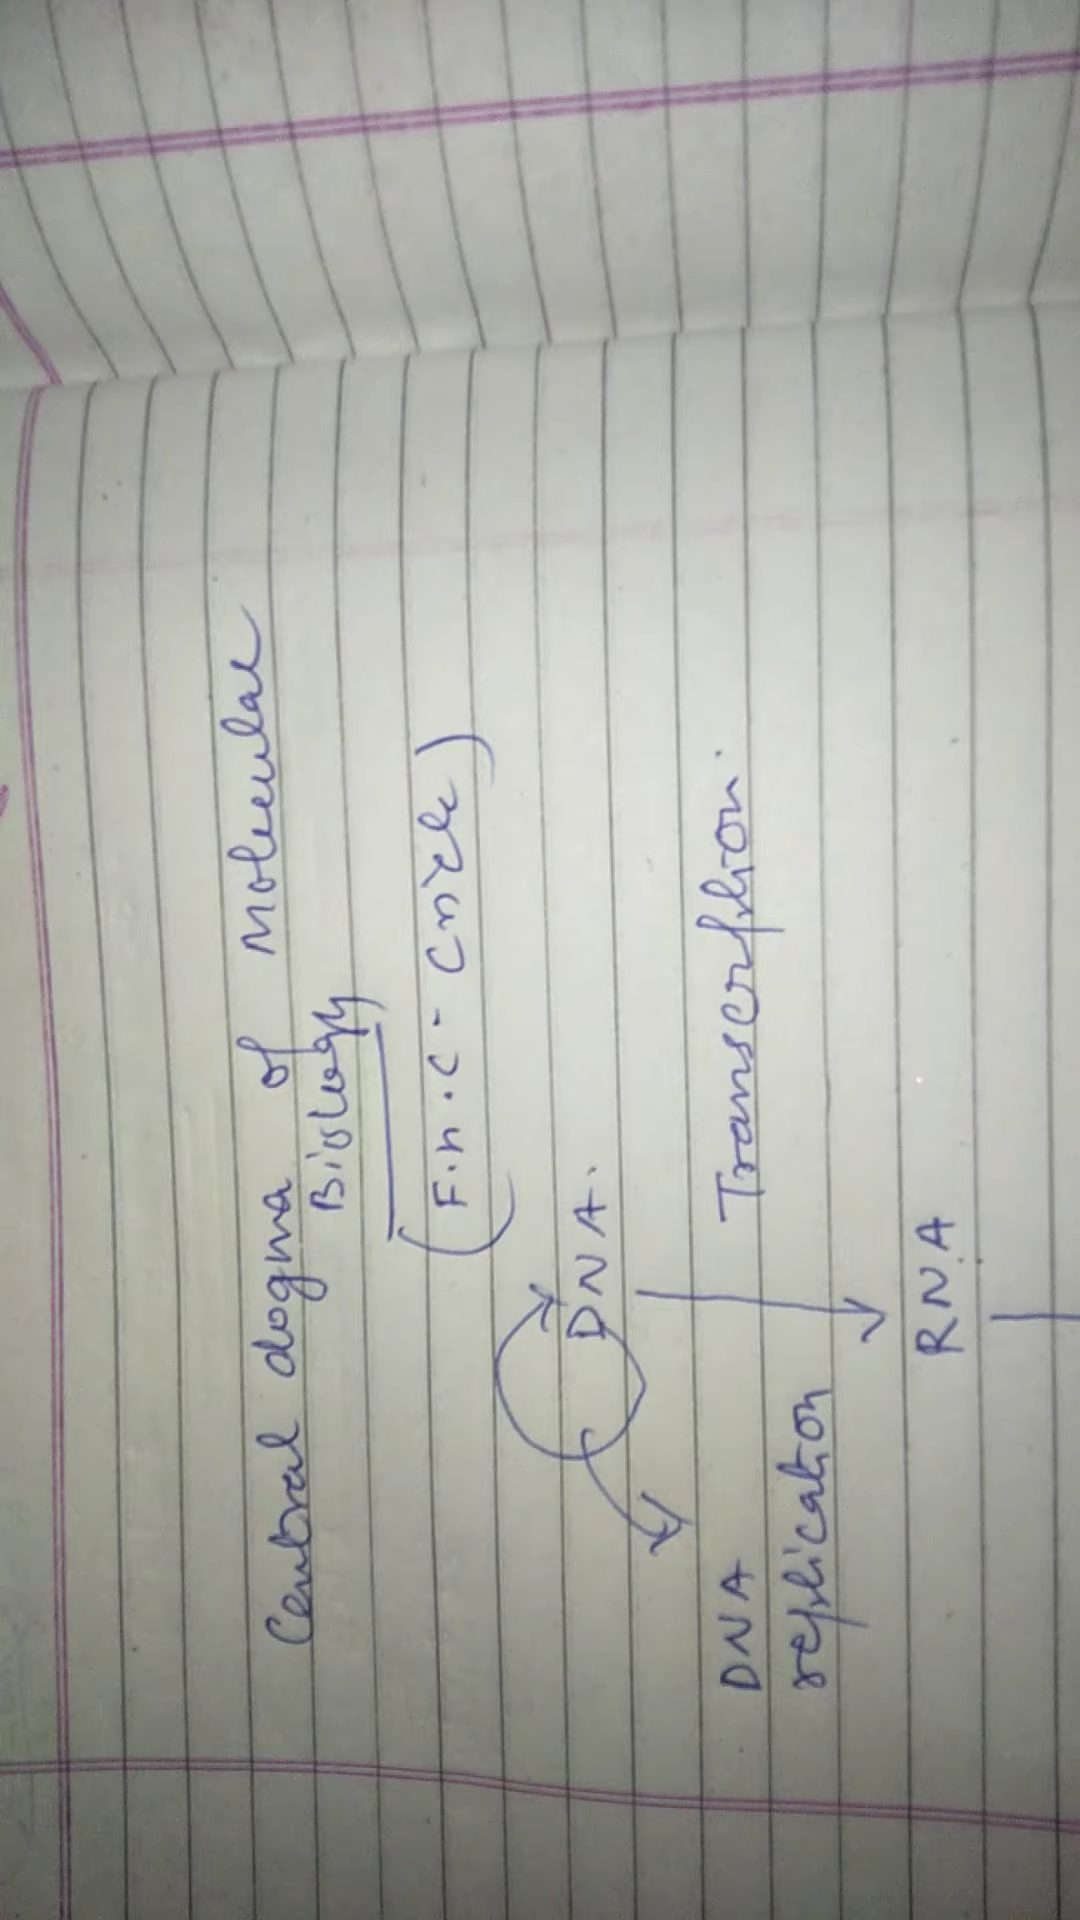 Central dogma of Molecular
Biology
(F.h.C. Crick)
DNA.
Transcription.
DNA
replication
RNA